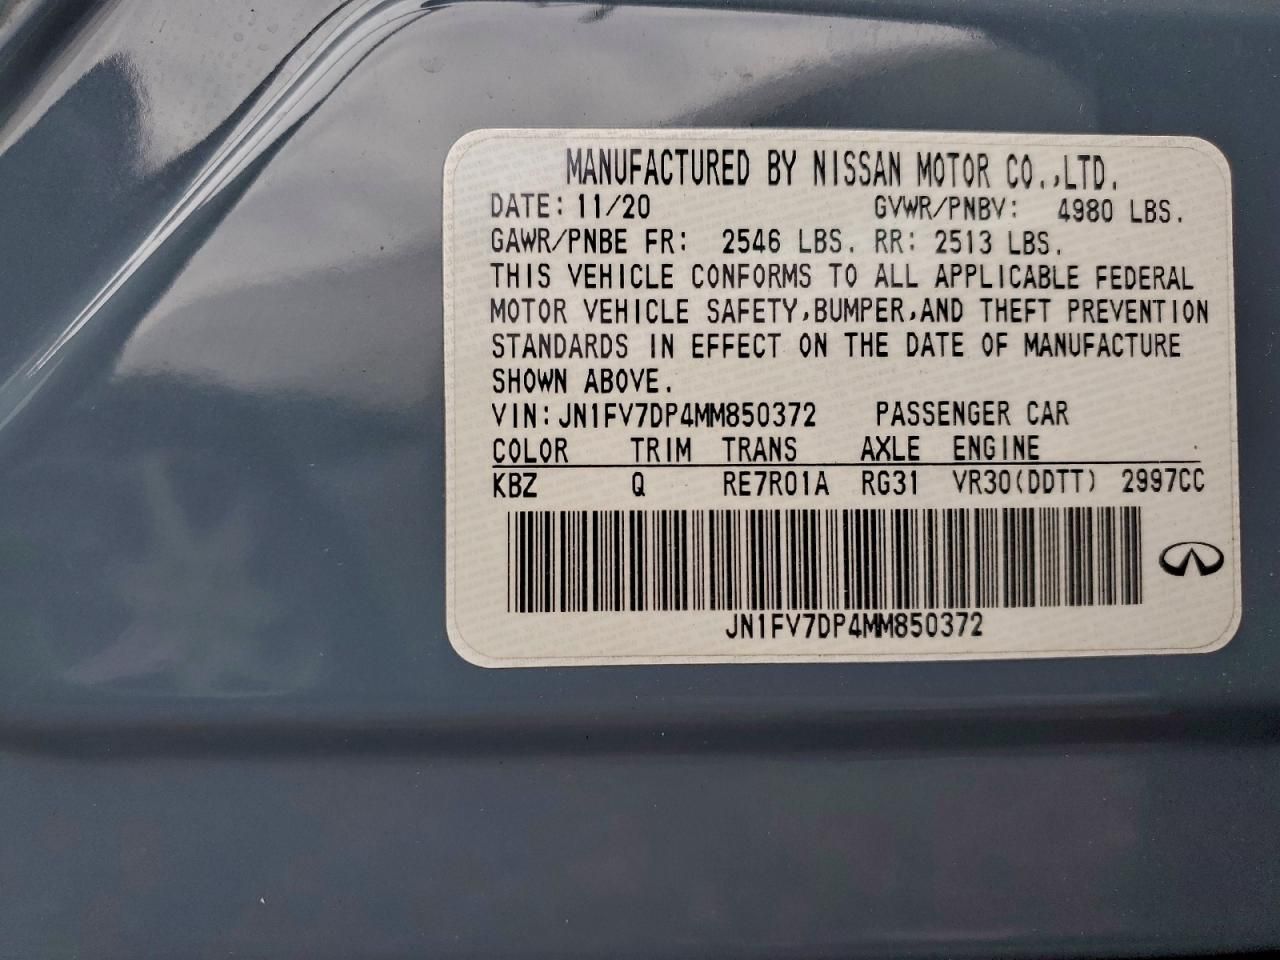 MANUFACTURED BY NISSAN MOTOR CO.,LTD.
DATE: 11/20 GVWR/PNBV: 4980 LBS.
GAWR/PNBE FR: 2546 LBS. RR: 2513 LBS.
THIS VEHICLE CONFORMS TO ALL APPLICABLE FEDERAL
MOTOR VEHICLE SAFETY,BUMPER,AND THEFT PREVENTION
STANDARDS IN EFFECT ON THE DATE OF MANUFACTURE
SHOWN ABOVE.
VIN:JN1FV7DP4MM850372 PASSENGER CAR
COLOR TRIM TRANS AXLE ENGINE
KBZ Q RE7R01A RG31 VR30(DDTT) 2997CC
JN1FV7DP4MM850372